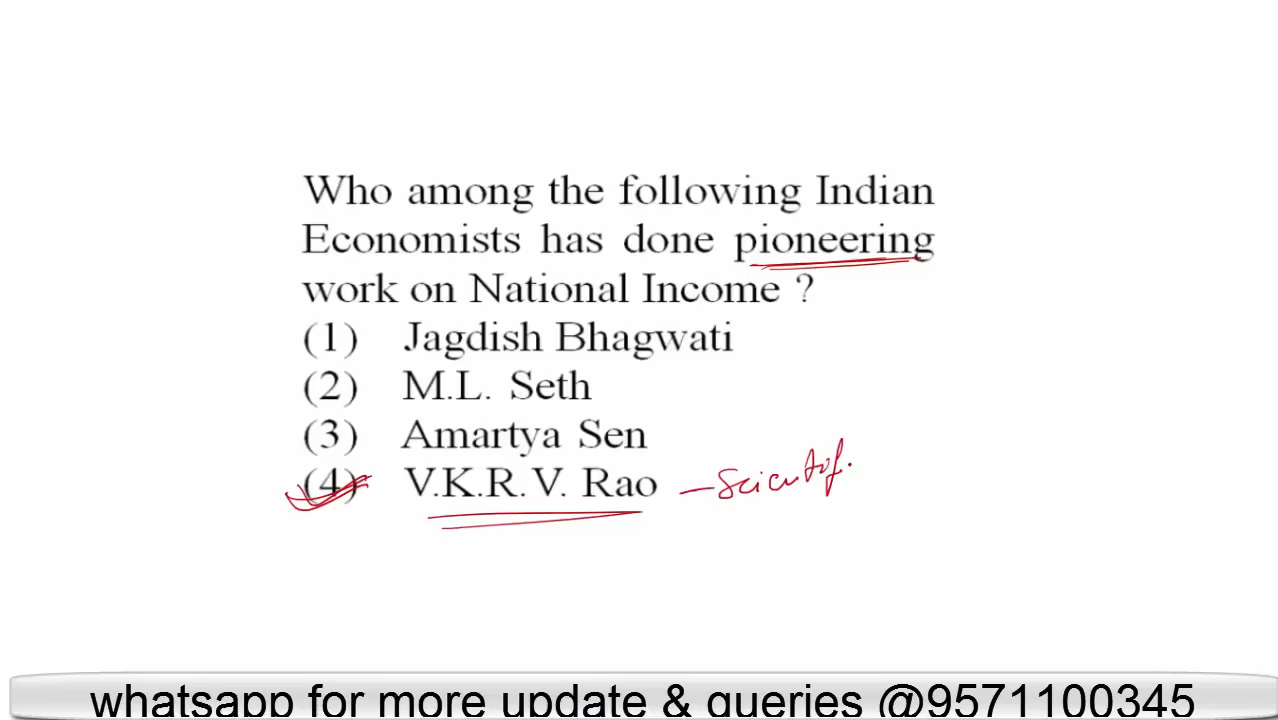 Who among the following Indian
Economists has done pioneering
work on National Income ?
(1) Jagdish Bhagwati
(2) M.L. Seth
(3) Amartya Sen
(4) V.K.R.V. Rao
whatsapp for more update & queries @9571100345